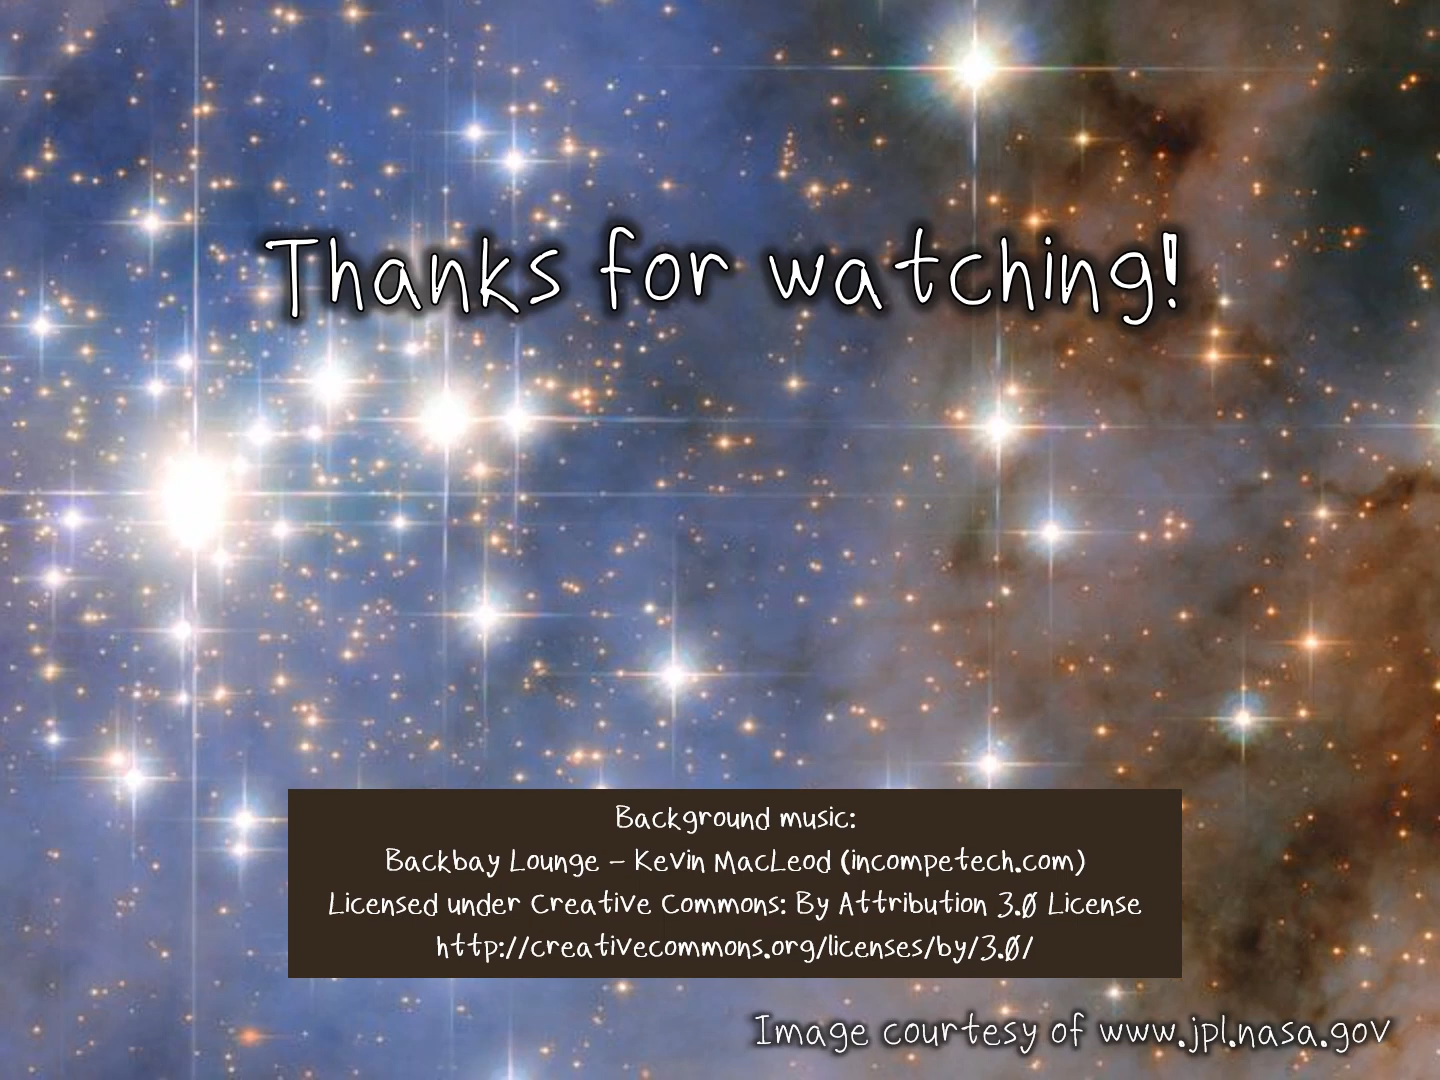 Thanks for watching!
Background music:
Backbay Lounge - Kevin MacLeod (incompetech.com)
Licensed under Creative Commons: By Attribution 3.0 License
http://creativecommons.org/licenses/by/3.0/
Image courtesy of www.jpl.nasa.gov